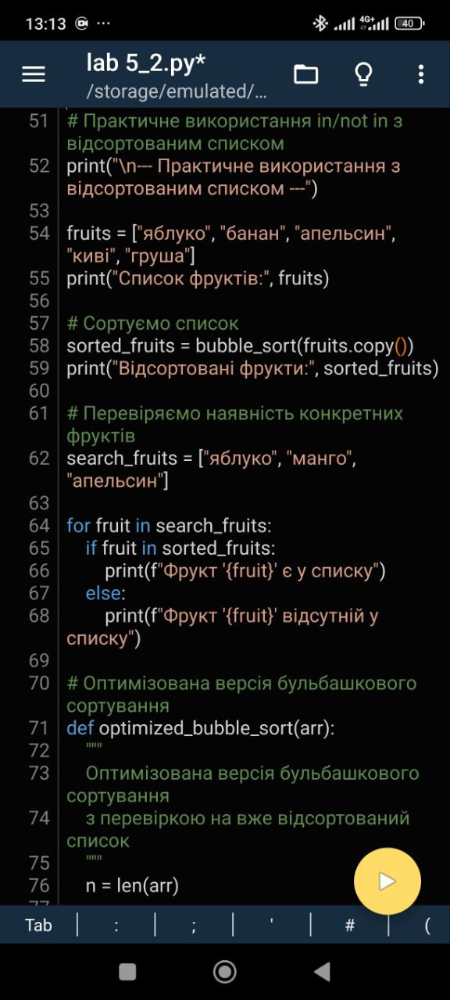 13:13 ...
4G+ 40
lab 5_2.py*
/storage/emulated/...
51 # Практичне використання in/not in з
відсортованим списком
52 print("\n--- Практичне використання з
відсортованим списком ---")
53
54 fruits = ["яблуко", "банан", "апельсин",
"киві", "груша"]
55 print("Список фруктів:", fruits)
56
57 # Сортуємо список
58 sorted_fruits = bubble_sort(fruits.copy())
59 print("Відсортовані фрукти:", sorted_fruits)
60
61 # Перевіряємо наявність конкретних
фруктів
62 search_fruits = ["яблуко", "манго",
"апельсин"]
63
64 for fruit in search_fruits:
65 if fruit in sorted_fruits:
66 print(f"Фрукт '{fruit}' є у списку")
67 else:
68 print(f"Фрукт '{fruit}' відсутній у
списку")
69
70 # Оптимізована версія бульбашкового
сортування
71 def optimized_bubble_sort(arr):
72 """
73 Оптимізована версія бульбашкового
сортування
74 з перевіркою на вже відсортований
список
75 """
76 n = len(arr)
77
Tab : ; ' # (